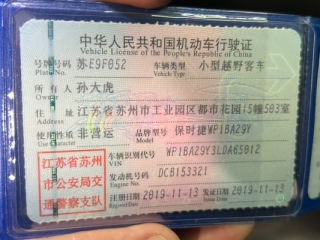 中华人民共和国机动车行驶证
Vehicle License of the People's Republic of China
号牌号码 苏E9F052 车辆类型 小型越野客车
Plate No. Vehicle Type
所有人 孙大虎
Owner
住址 江苏省苏州市工业园区都市花园15幢503室
Address
使用性质 非营运 品牌型号 保时捷WP1BA29Y
Use Character Model
江苏省苏州市公安局交通警察支队
车辆识别代号 WP1BA29Y3LDA65012
VIN
发动机号码 DCB153321
Engine No.
注册日期 2019-11-13 发证日期 2019-11-13
Register Date Issue Date